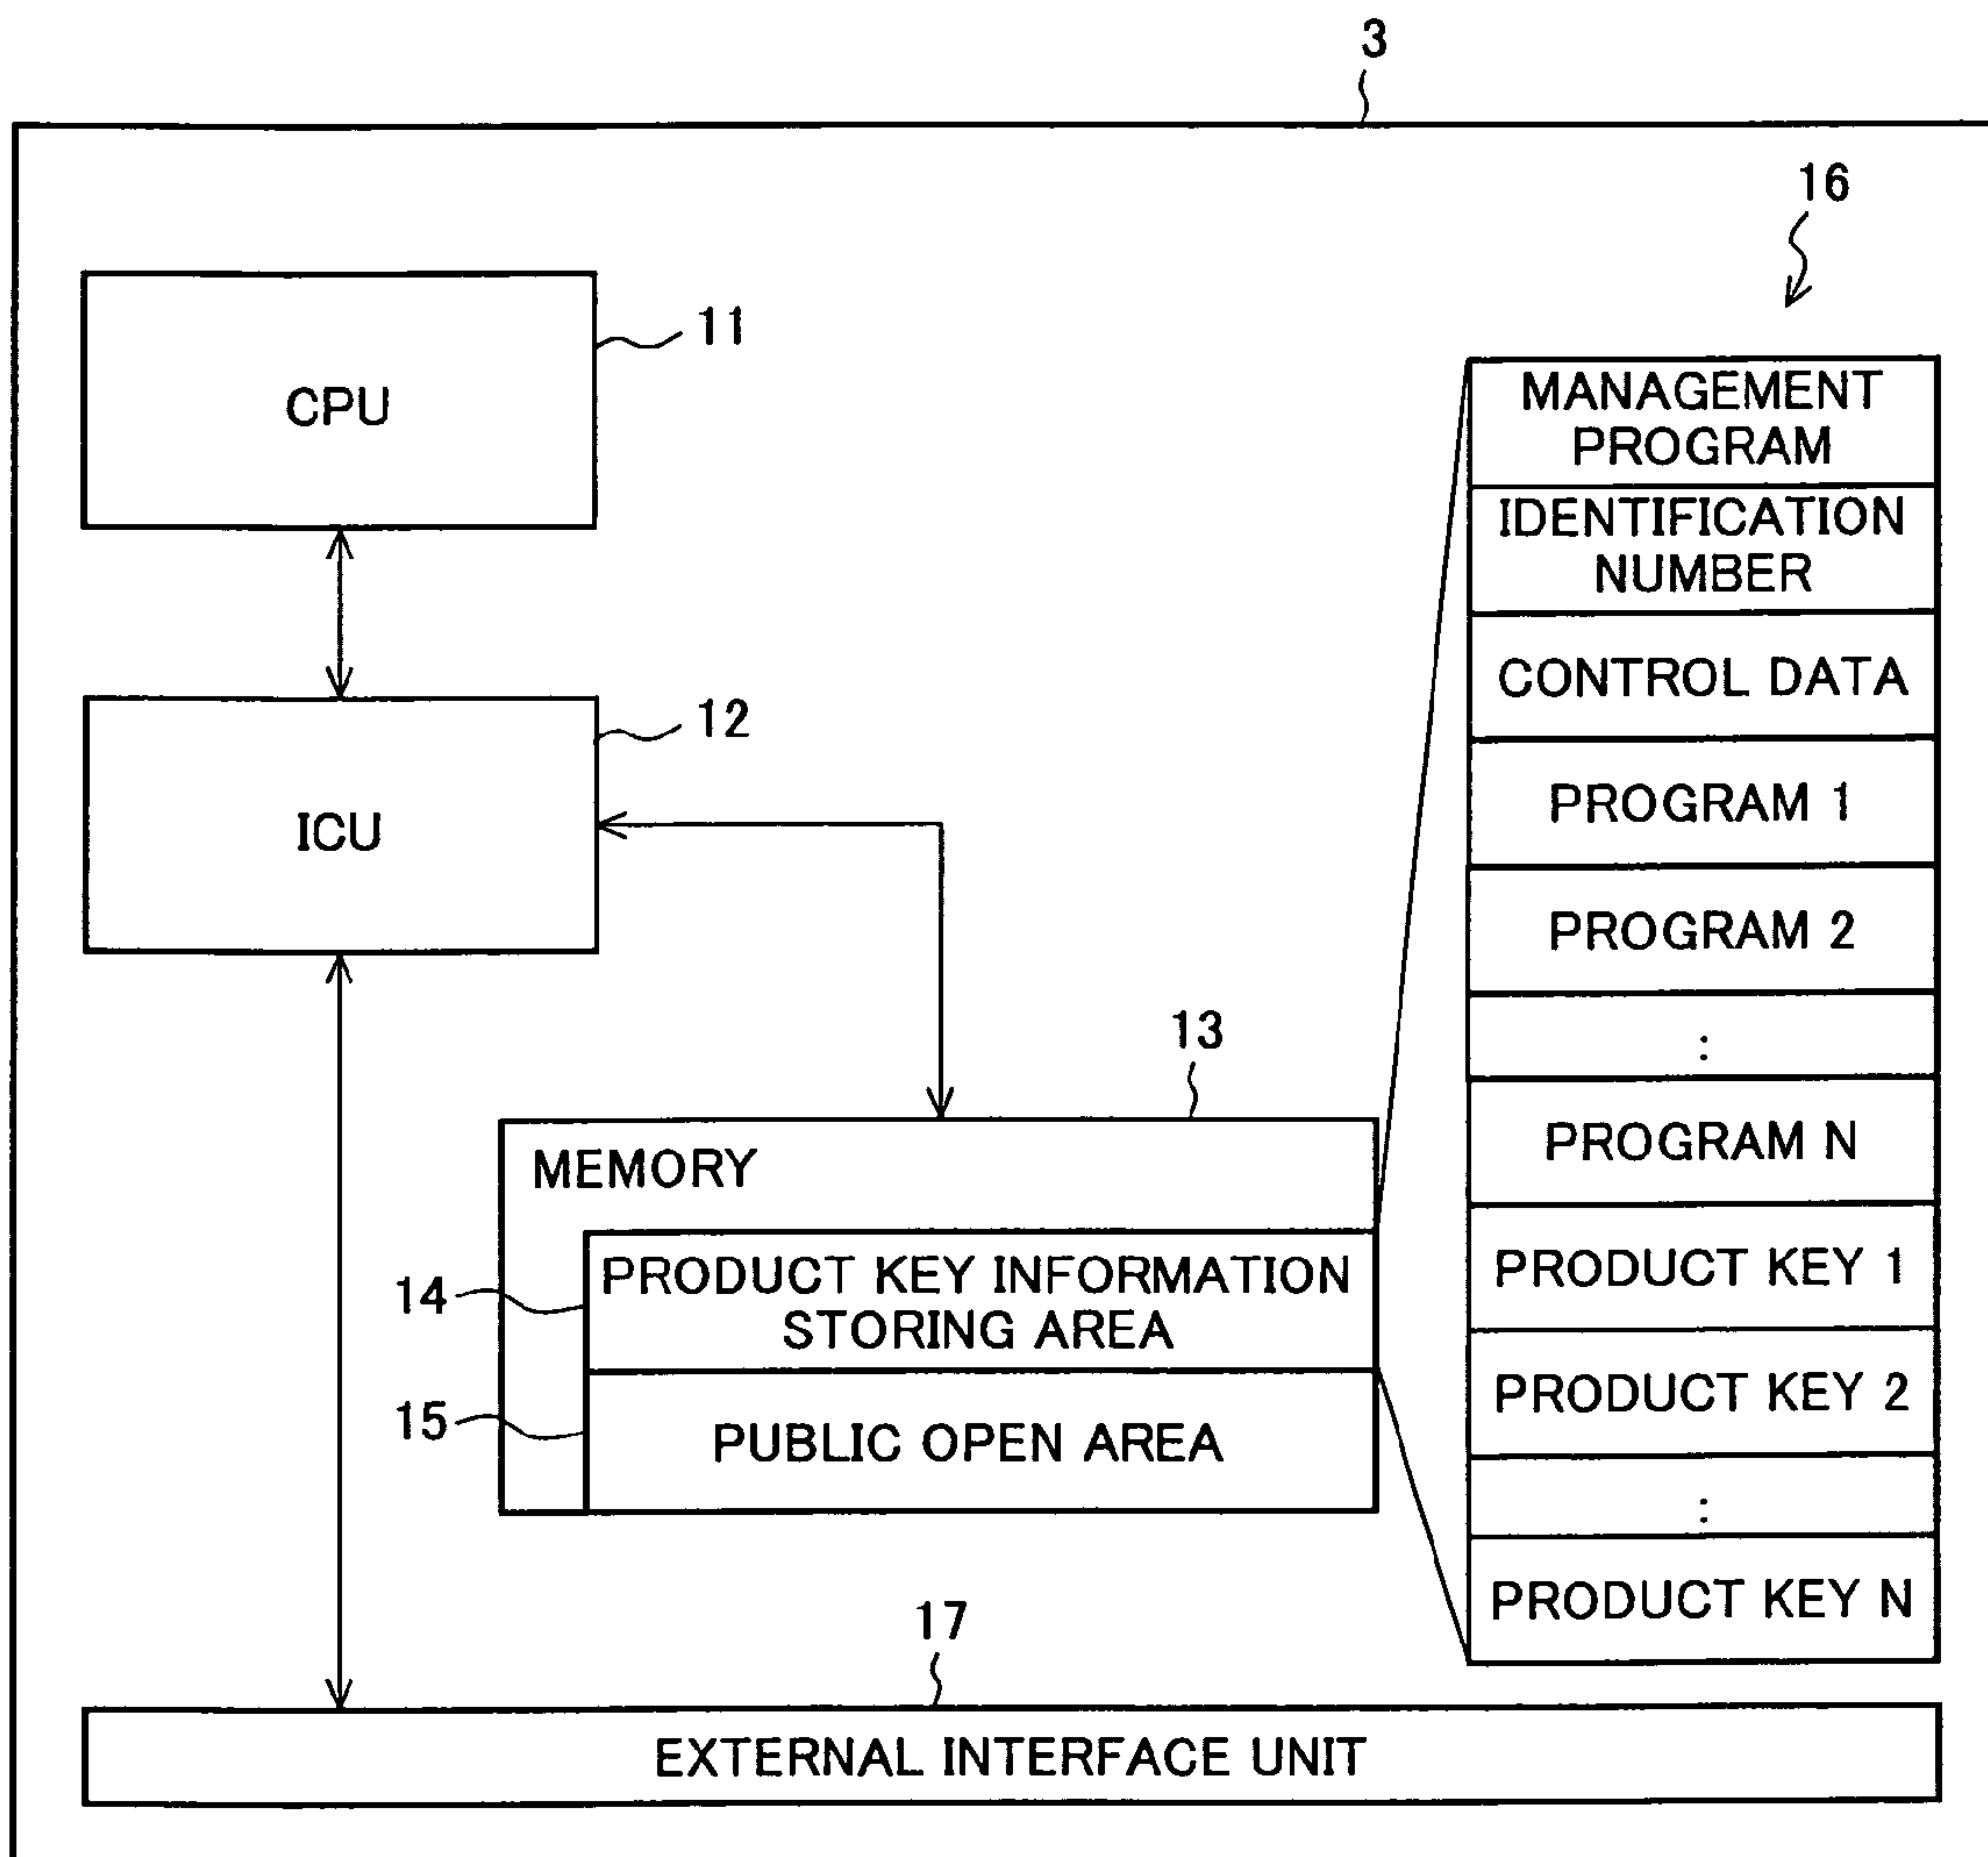 3
16
11
CPU
12
ICU
13
MEMORY
14
PRODUCT KEY INFORMATION
STORING AREA
15
PUBLIC OPEN AREA
MANAGEMENT
PROGRAM
IDENTIFICATION
NUMBER
CONTROL DATA
PROGRAM 1
PROGRAM 2
:
PROGRAM N
PRODUCT KEY 1
PRODUCT KEY 2
:
PRODUCT KEY N
17
EXTERNAL INTERFACE UNIT